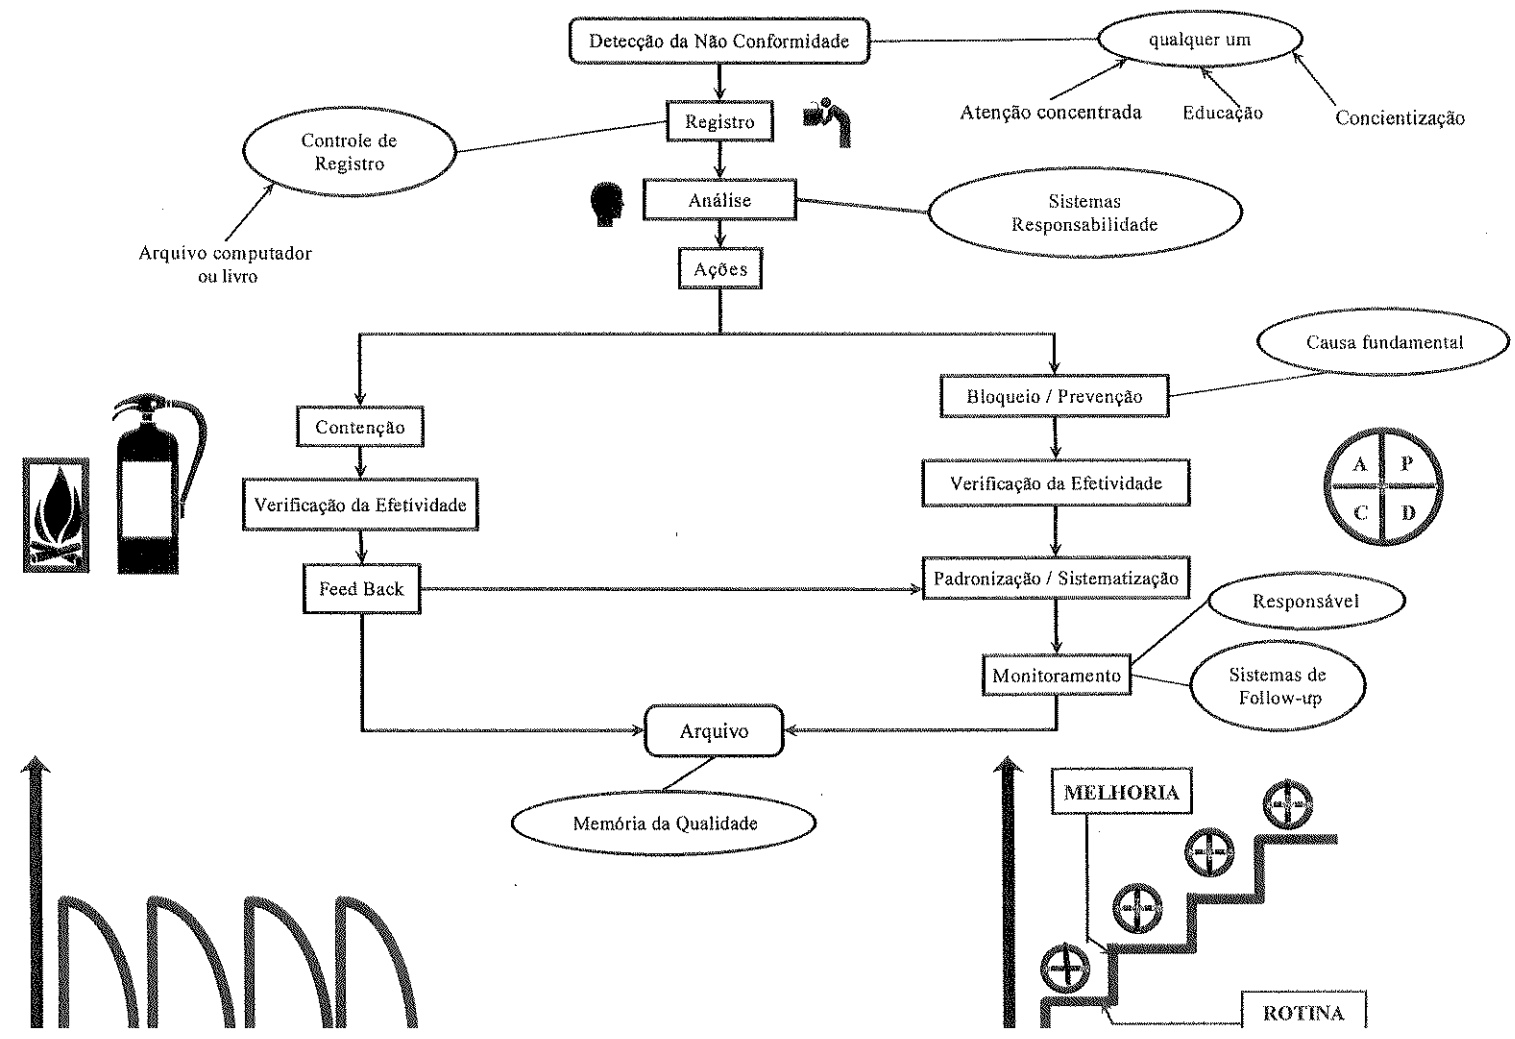 Detecção da Não Conformidade
qualquer um
Atenção concentrada
Educação
Concientização
Registro
Controle de
Registro
Arquivo computador
ou livro
Análise
Sistemas
Responsabilidade
Ações
Causa fundamental
Bloqueio / Prevenção
Contenção
A P
C D
Verificação da Efetividade
Verificação da Efetividade
Feed Back
Padronização / Sistematização
Responsável
Monitoramento
Sistemas de
Follow-up
Arquivo
Memória da Qualidade
MELHORIA
ROTINA